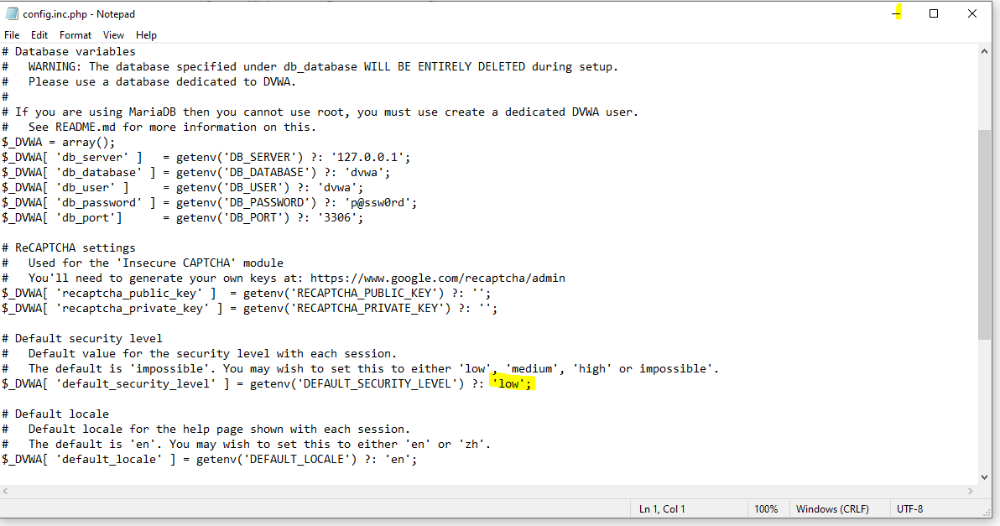 config.inc.php - Notepad
File Edit Format View Help
# Database variables
#   WARNING: The database specified under db_database WILL BE ENTIRELY DELETED during setup.
#   Please use a database dedicated to DVWA.
#
# If you are using MariaDB then you cannot use root, you must use create a dedicated DVWA user.
#   See README.md for more information on this.
$_DVWA = array();
$_DVWA[ 'db_server' ]   = getenv('DB_SERVER') ?: '127.0.0.1';
$_DVWA[ 'db_database' ] = getenv('DB_DATABASE') ?: 'dvwa';
$_DVWA[ 'db_user' ]     = getenv('DB_USER') ?: 'dvwa';
$_DVWA[ 'db_password' ] = getenv('DB_PASSWORD') ?: 'p@ssw0rd';
$_DVWA[ 'db_port']      = getenv('DB_PORT') ?: '3306';
# ReCAPTCHA settings
#   Used for the 'Insecure CAPTCHA' module
#   You'll need to generate your own keys at: https://www.google.com/recaptcha/admin
$_DVWA[ 'recaptcha_public_key' ]  = getenv('RECAPTCHA_PUBLIC_KEY') ?: '';
$_DVWA[ 'recaptcha_private_key' ] = getenv('RECAPTCHA_PRIVATE_KEY') ?: '';
# Default security level
#   Default value for the security level with each session.
#   The default is 'impossible'. You may wish to set this to either 'low', 'medium', 'high' or impossible'.
$_DVWA[ 'default_security_level' ] = getenv('DEFAULT_SECURITY_LEVEL') ?: 'low';
# Default locale
#   Default locale for the help page shown with each session.
#   The default is 'en'. You may wish to set this to either 'en' or 'zh'.
$_DVWA[ 'default_locale' ] = getenv('DEFAULT_LOCALE') ?: 'en';
Ln 1, Col 1 100% Windows (CRLF) UTF-8